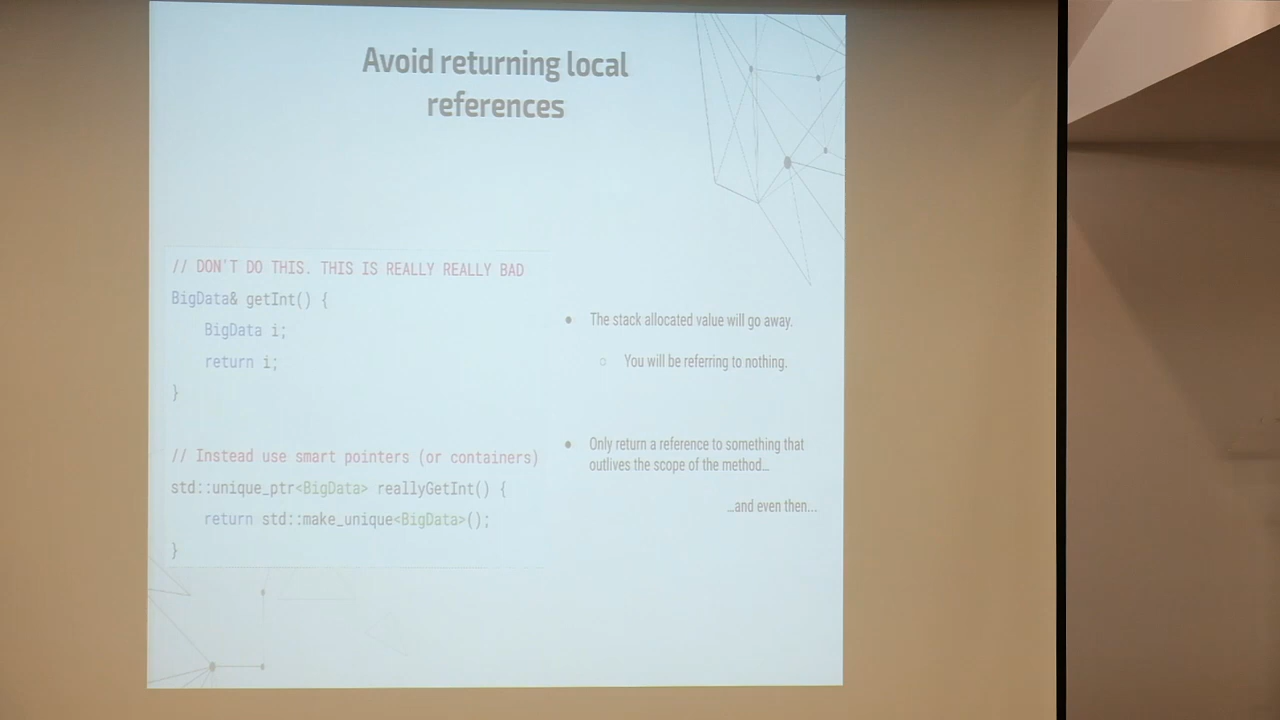 Avoid returning local
references
// DON'T DO THIS. THIS IS REALLY REALLY BAD
BigData& getInt() {
    BigData i;
    return i;
}
// Instead use smart pointers (or containers)
std::unique_ptr<BigData> reallyGetInt() {
    return std::make_unique<BigData>();
}
● The stack allocated value will go away.
○ You will be referring to nothing.
● Only return a reference to something that
outlives the scope of the method…
…and even then...